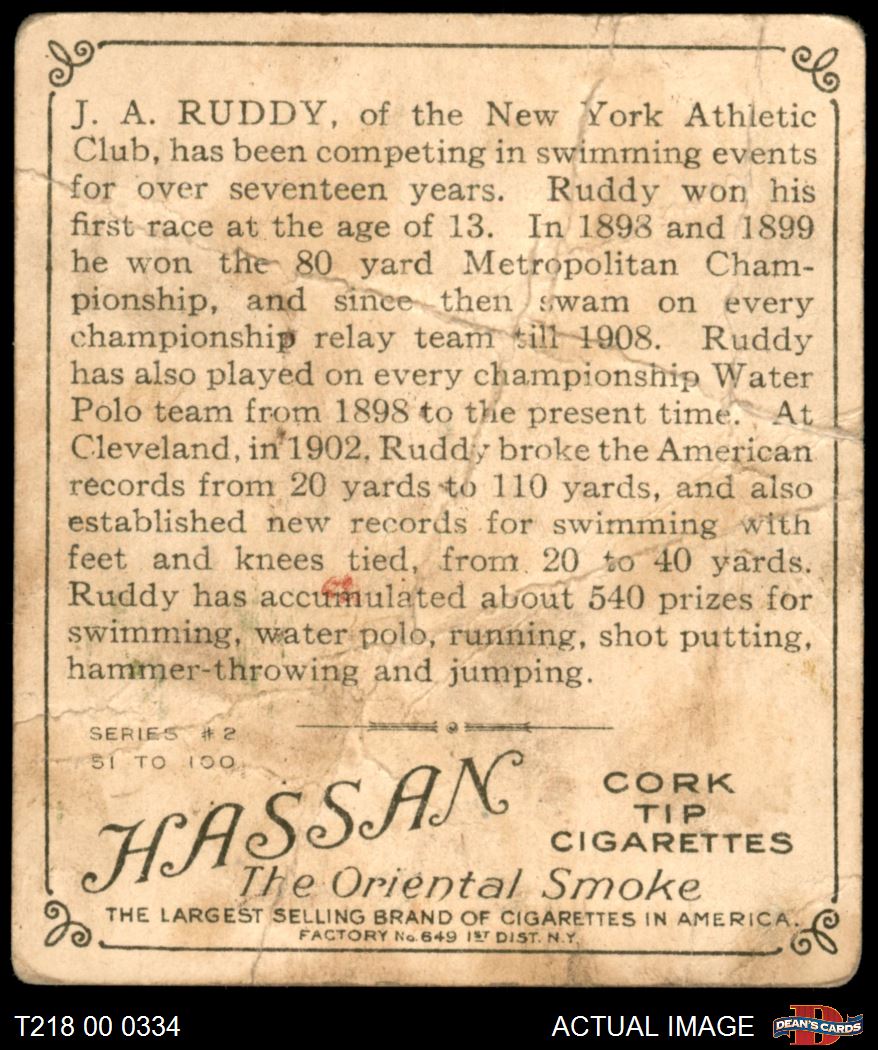 J. A. RUDDY, of the New York Athletic
Club, has been competing in swimming events
for over seventeen years. Ruddy won his
first race at the age of 13. In 1898 and 1899
he won the 80 yard Metropolitan Cham-
pionship, and since then swam on every
championship relay team till 1908. Ruddy
has also played on every championship Water
Polo team from 1898 to the present time. At
Cleveland, in 1902, Ruddy broke the American
records from 20 yards to 110 yards, and also
established new records for swimming with
feet and knees tied, from 20 to 40 yards.
Ruddy has accumulated about 540 prizes for
swimming, water polo, running, shot putting,
hammer-throwing and jumping.
SERIES #2
51 TO 100
HASSAN
CORK
TIP
CIGARETTES
The Oriental Smoke
THE LARGEST SELLING BRAND OF CIGARETTES IN AMERICA.
FACTORY No. 649 1ST DIST. N.Y.
T218 00 0334
ACTUAL IMAGE
DEAN'S CARDS